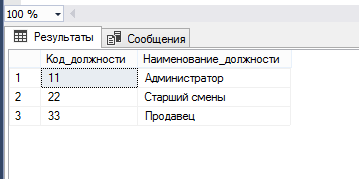 100 %
Результаты Сообщения
Код_должности Наименование_должности
1 11 Администратор
2 22 Старший смены
3 33 Продавец